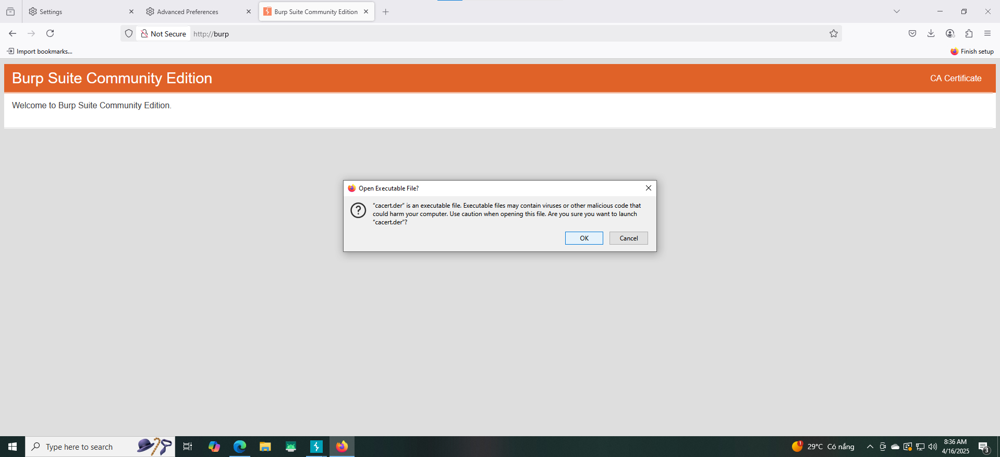 Settings
Advanced Preferences
Burp Suite Community Edition
Not Secure
http://burp
Import bookmarks...
Finish setup
Burp Suite Community Edition
CA Certificate
Welcome to Burp Suite Community Edition.
Open Executable File?
“cacert.der” is an executable file. Executable files may contain viruses or other malicious code that
could harm your computer. Use caution when opening this file. Are you sure you want to launch
“cacert.der”?
OK
Cancel
Type here to search
1
29°C Có nắng
8:36 AM
4/16/2025
3